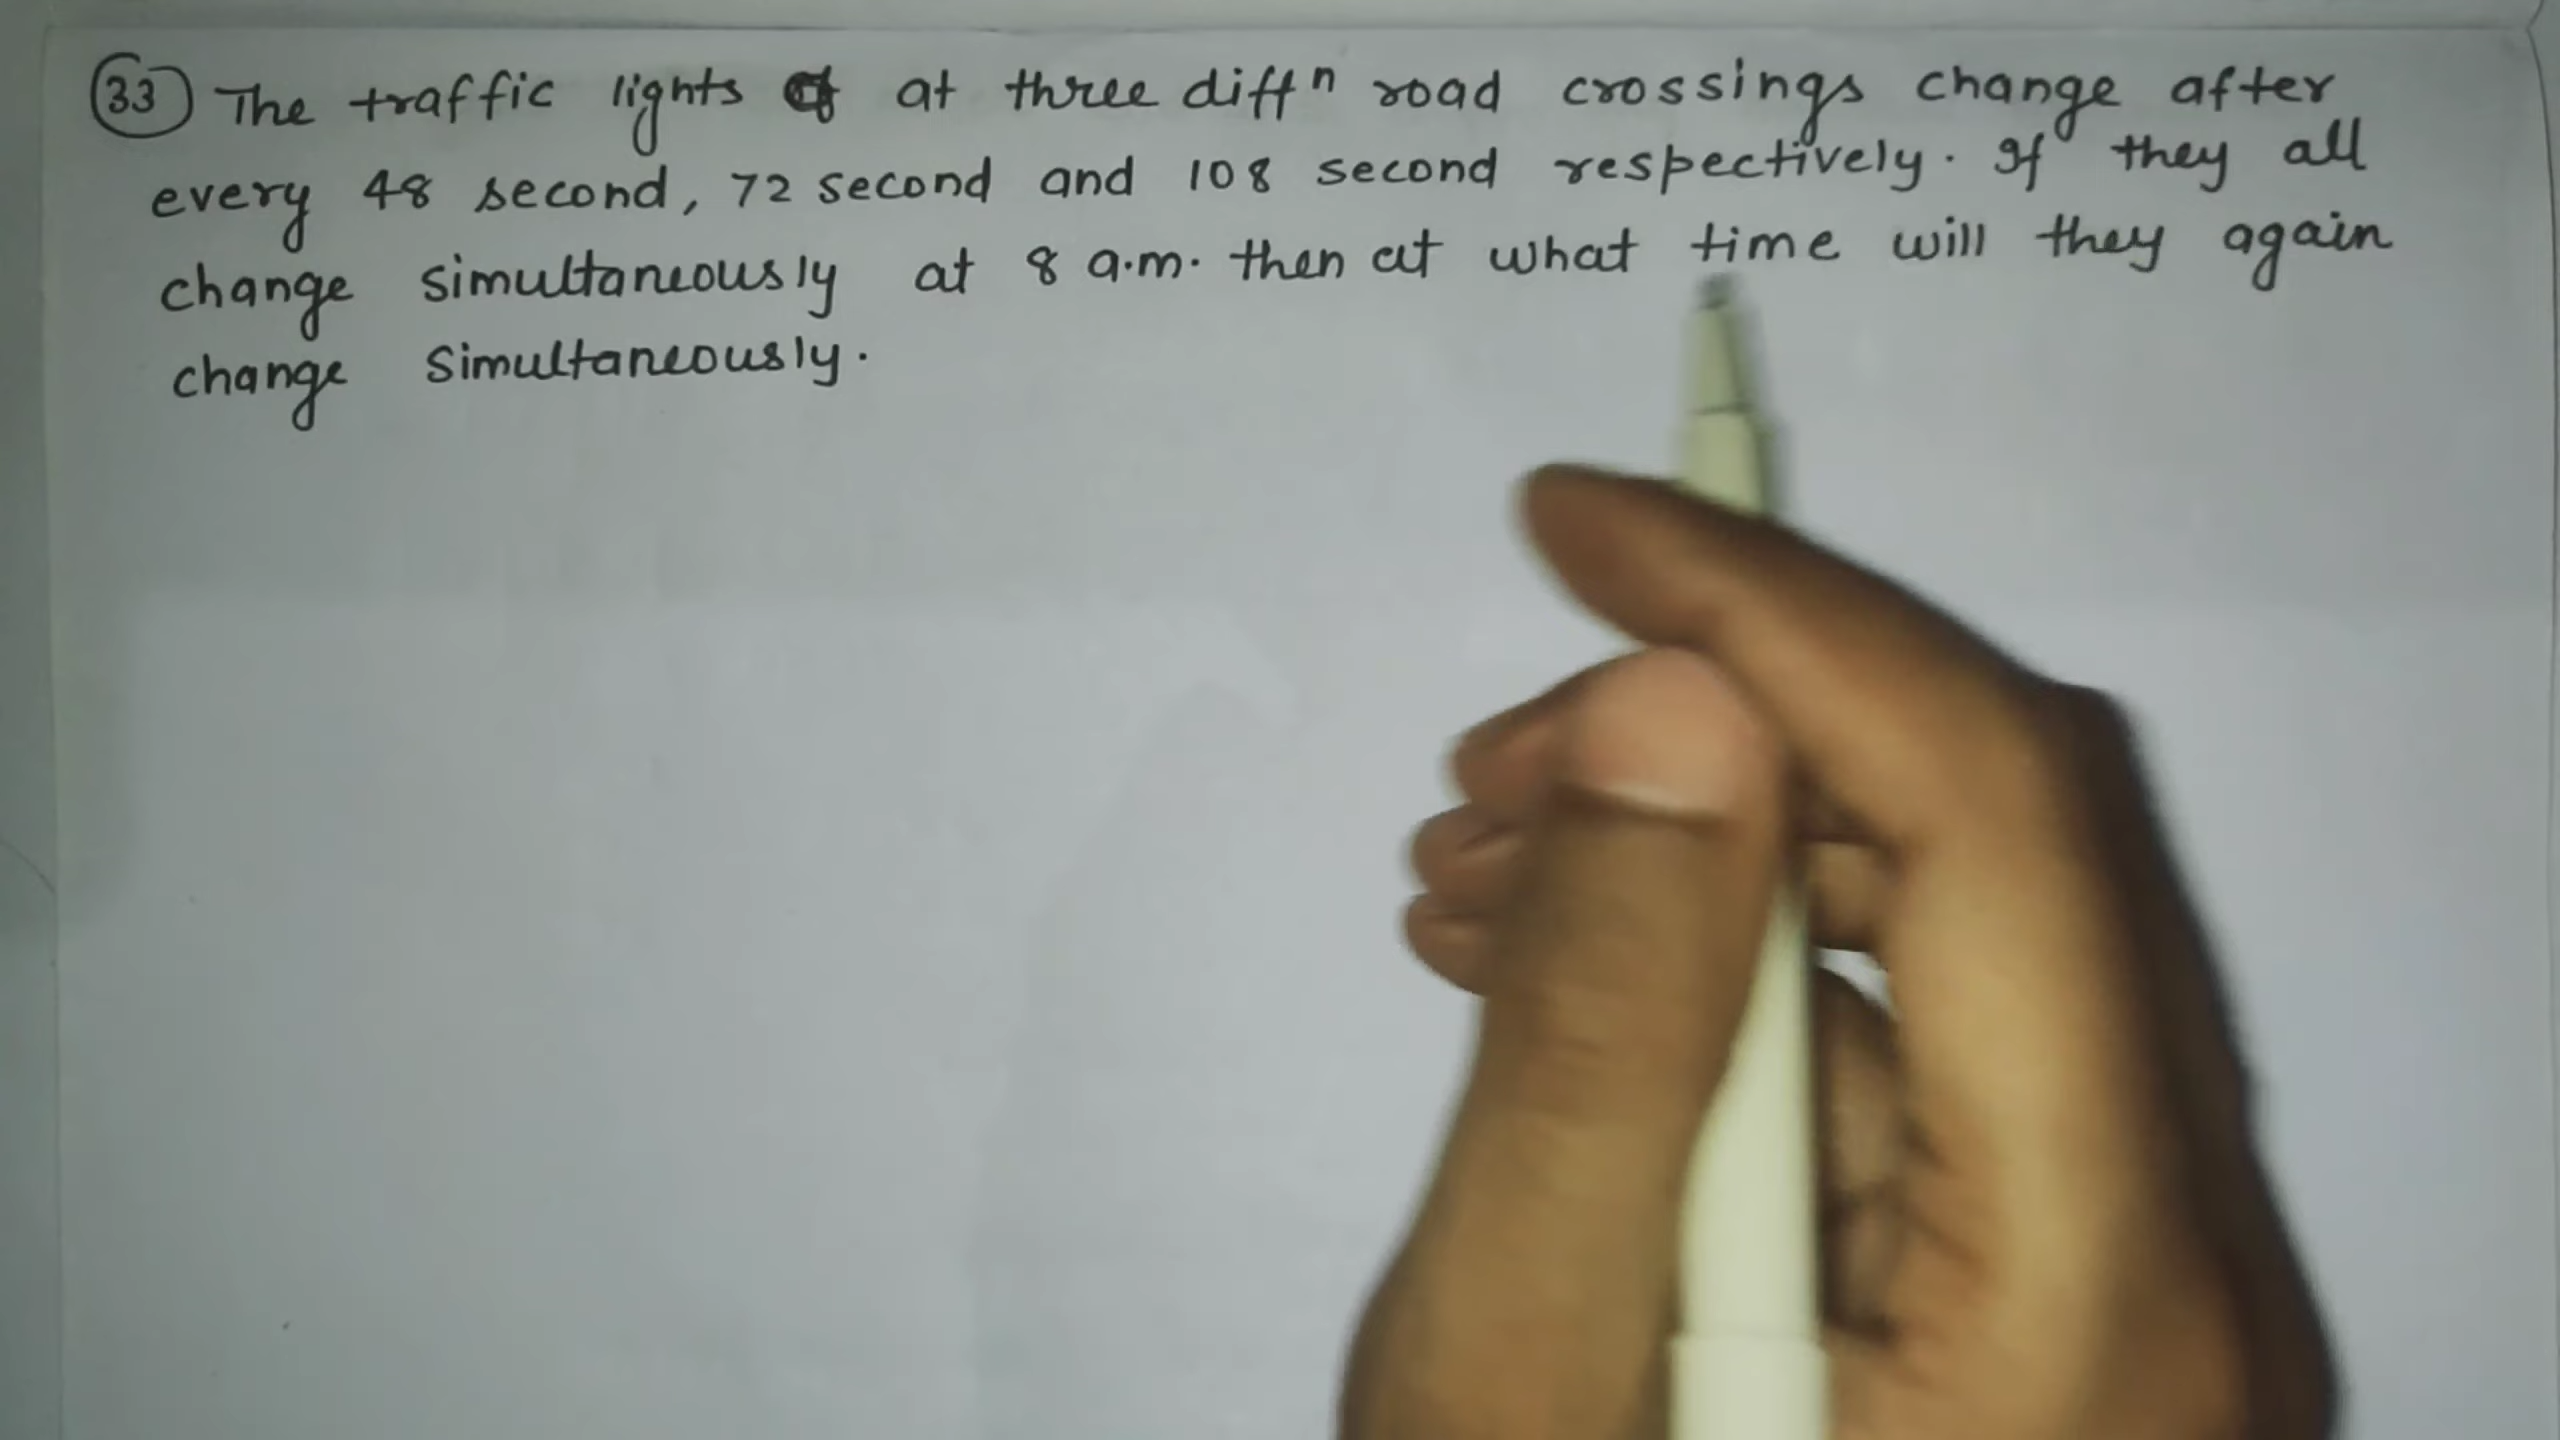 33 The traffic lights at three diffn road crossings change after
every 48 second, 72 second and 108 second respectively. If they all
change simultaneously at 8 a.m. then at what time will they again
change simultaneously.